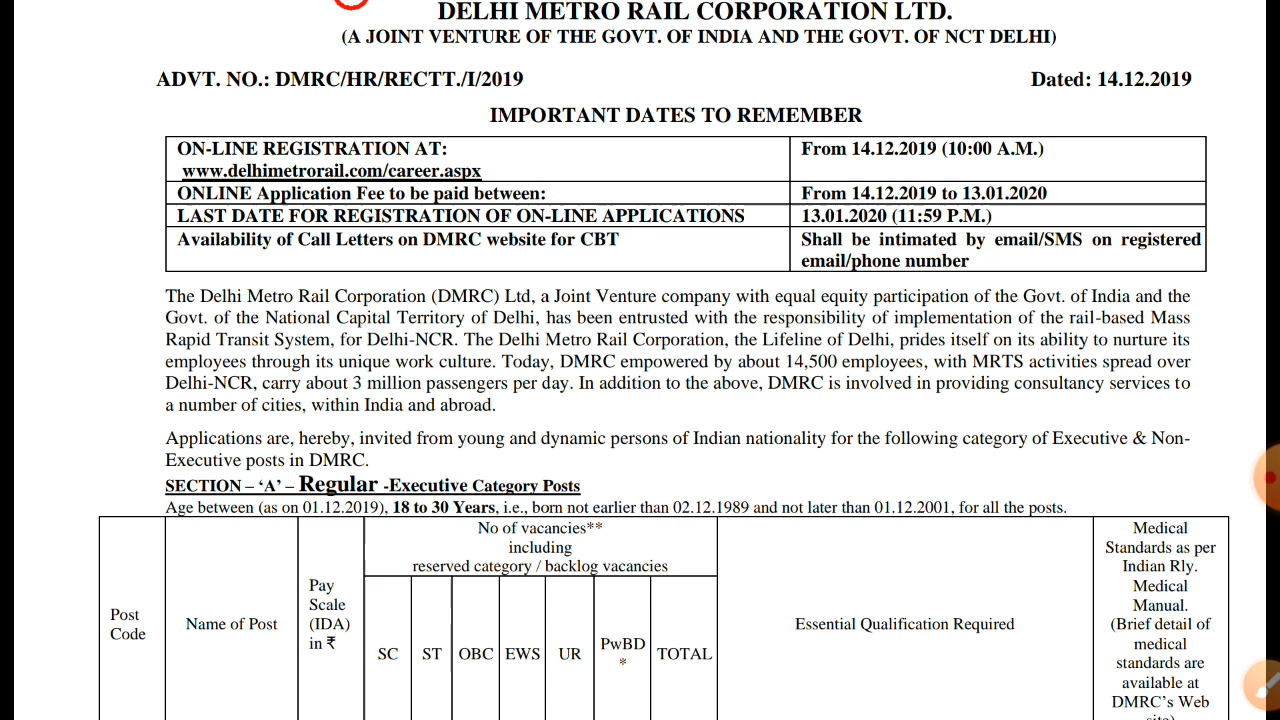 DELHI METRO RAIL CORPORATION LTD.
(A JOINT VENTURE OF THE GOVT. OF INDIA AND THE GOVT. OF NCT DELHI)
ADVT. NO.: DMRC/HR/RECTT./I/2019 Dated: 14.12.2019
IMPORTANT DATES TO REMEMBER
ON-LINE REGISTRATION AT: From 14.12.2019 (10:00 A.M.)
www.delhimetrorail.com/career.aspx
ONLINE Application Fee to be paid between: From 14.12.2019 to 13.01.2020
LAST DATE FOR REGISTRATION OF ON-LINE APPLICATIONS 13.01.2020 (11:59 P.M.)
Availability of Call Letters on DMRC website for CBT Shall be intimated by email/SMS on registered
email/phone number
The Delhi Metro Rail Corporation (DMRC) Ltd, a Joint Venture company with equal equity participation of the Govt. of India and the
Govt. of the National Capital Territory of Delhi, has been entrusted with the responsibility of implementation of the rail-based Mass
Rapid Transit System, for Delhi-NCR. The Delhi Metro Rail Corporation, the Lifeline of Delhi, prides itself on its ability to nurture its
employees through its unique work culture. Today, DMRC empowered by about 14,500 employees, with MRTS activities spread over
Delhi-NCR, carry about 3 million passengers per day. In addition to the above, DMRC is involved in providing consultancy services to
a number of cities, within India and abroad.
Applications are, hereby, invited from young and dynamic persons of Indian nationality for the following category of Executive & Non-
Executive posts in DMRC.
SECTION – ‘A’ – Regular -Executive Category Posts
Age between (as on 01.12.2019), 18 to 30 Years, i.e., born not earlier than 02.12.1989 and not later than 01.12.2001, for all the posts.
Post
Code
Name of Post
Pay
Scale
(IDA)
in ₹
No of vacancies**
including
reserved category / backlog vacancies
SC ST OBC EWS UR PwBD
*
TOTAL
Essential Qualification Required
Medical
Standards as per
Indian Rly.
Medical
Manual.
(Brief detail of
medical
standards are
available at
DMRC's Web
site)